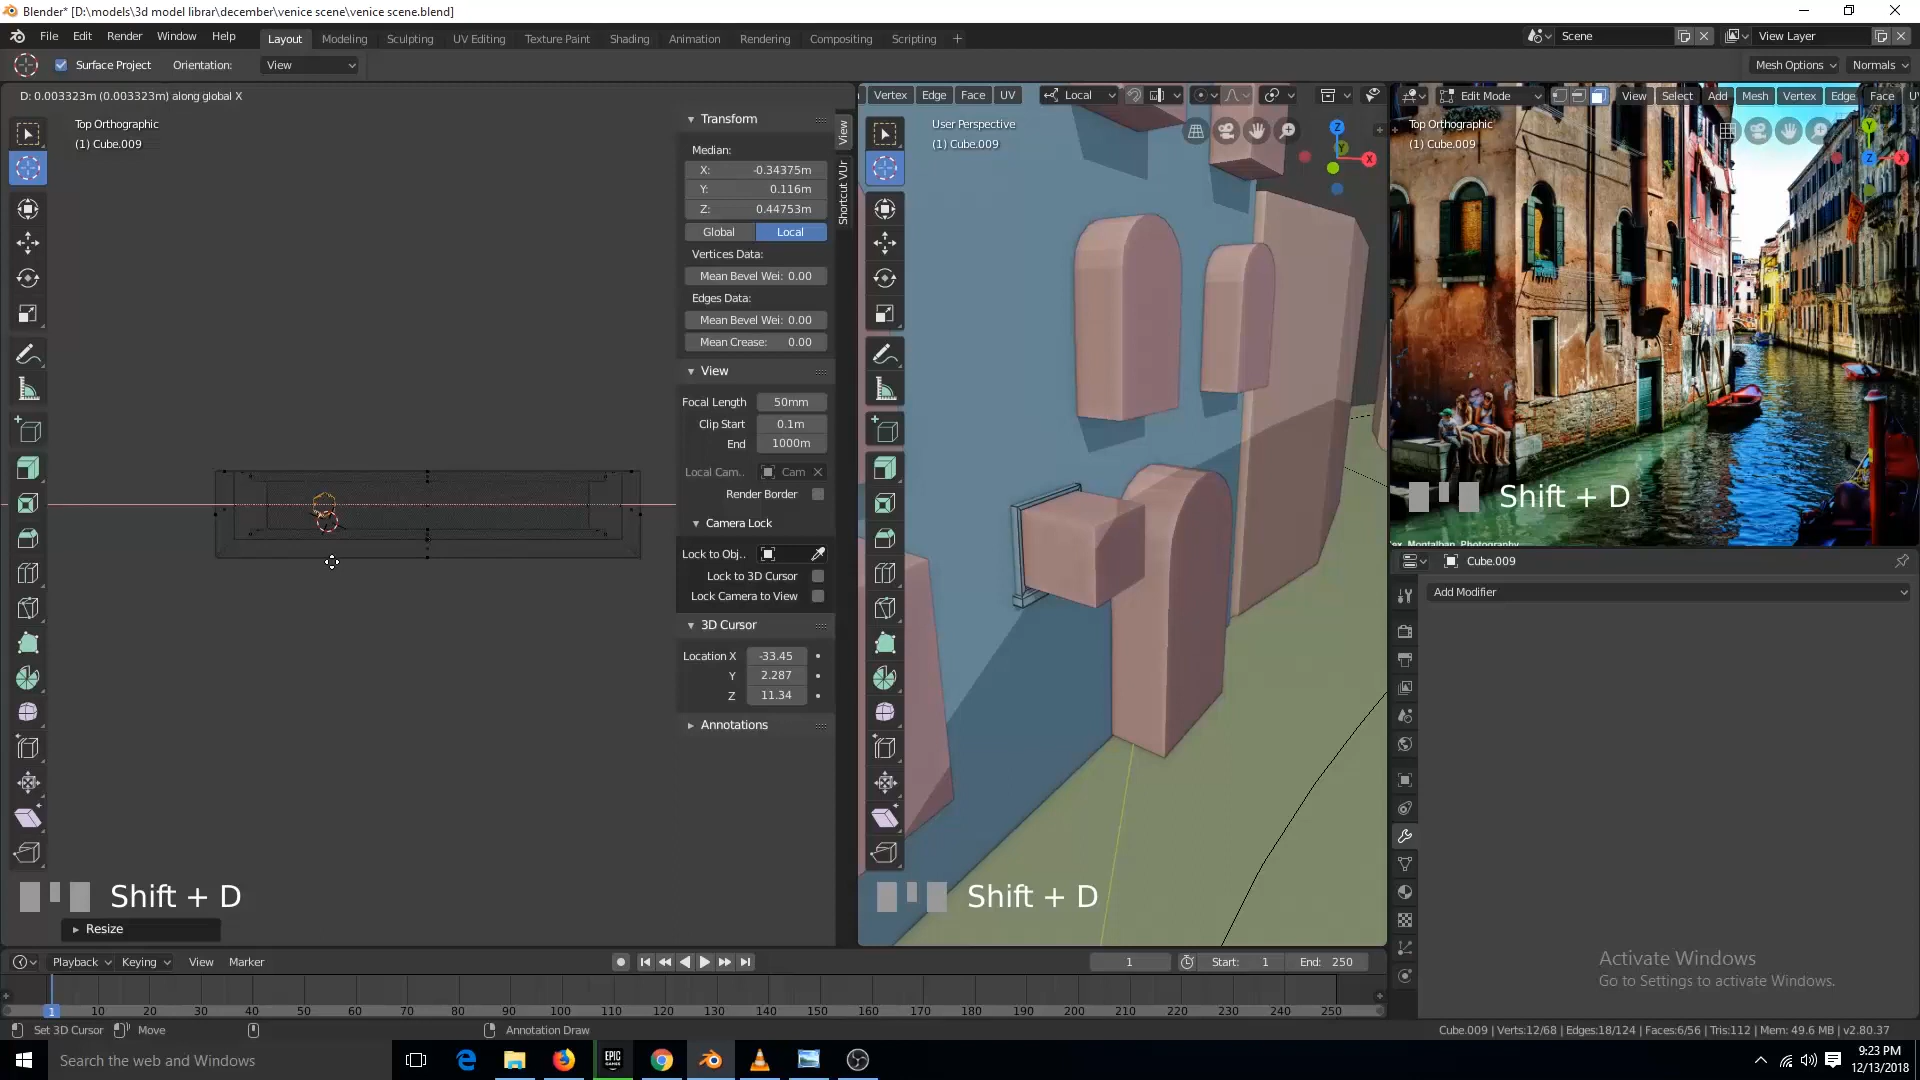 Blender* [D:\models\3d model librar\december\venice scene\venice scene.blend]
File Edit Render Window Help Layout Modeling Sculpting UV Editing Texture Paint Shading Animation Rendering Compositing Scripting Scene View Layer
Surface Project Orientation: View Mesh Options Normals
D: 0.003323m (0.003323m) along global X
Top Orthographic
(1) Cube.009
Transform
Median:
X: -0.34375m
Y: 0.116m
Z: 0.44753m
Global Local
Vertices Data:
Mean Bevel Wei: 0.00
Edges Data:
Mean Bevel Wei: 0.00
Mean Crease: 0.00
View
Focal Length 50mm
Clip Start 0.1m
End 1000m
Local Cam.. Cam
Render Border
Camera Lock
Lock to Obj..
Lock to 3D Cursor
Lock Camera to View
3D Cursor
Location X -33.45
Y 2.287
Z 11.34
Annotations
View
Shortcut VUr
Shift + D
Resize
Vertex Edge Face UV Local
User Perspective
(1) Cube.009
Shift + D
Edit Mode View Select Add Mesh Vertex Edge Face
Top Orthographic
(1) Cube.009
Shift + D
Montalban Photography
Cube.009
Add Modifier
Activate Windows
Go to Settings to activate Windows.
Playback Keying View Marker 1 Start: 1 End: 250
1 10 20 30 40 50 60 70 80 90 100 110 120 130 140 150 160 170 180 190 200 210 220 230 240 250
Set 3D Cursor Move Annotation Draw Cube.009 | Verts:12/68 | Edges:18/124 | Faces:6/56 | Tris:112 | Mem: 49.6 MB | v2.80.37
Search the web and Windows
EPIC GAMES
9:23 PM
12/13/2018